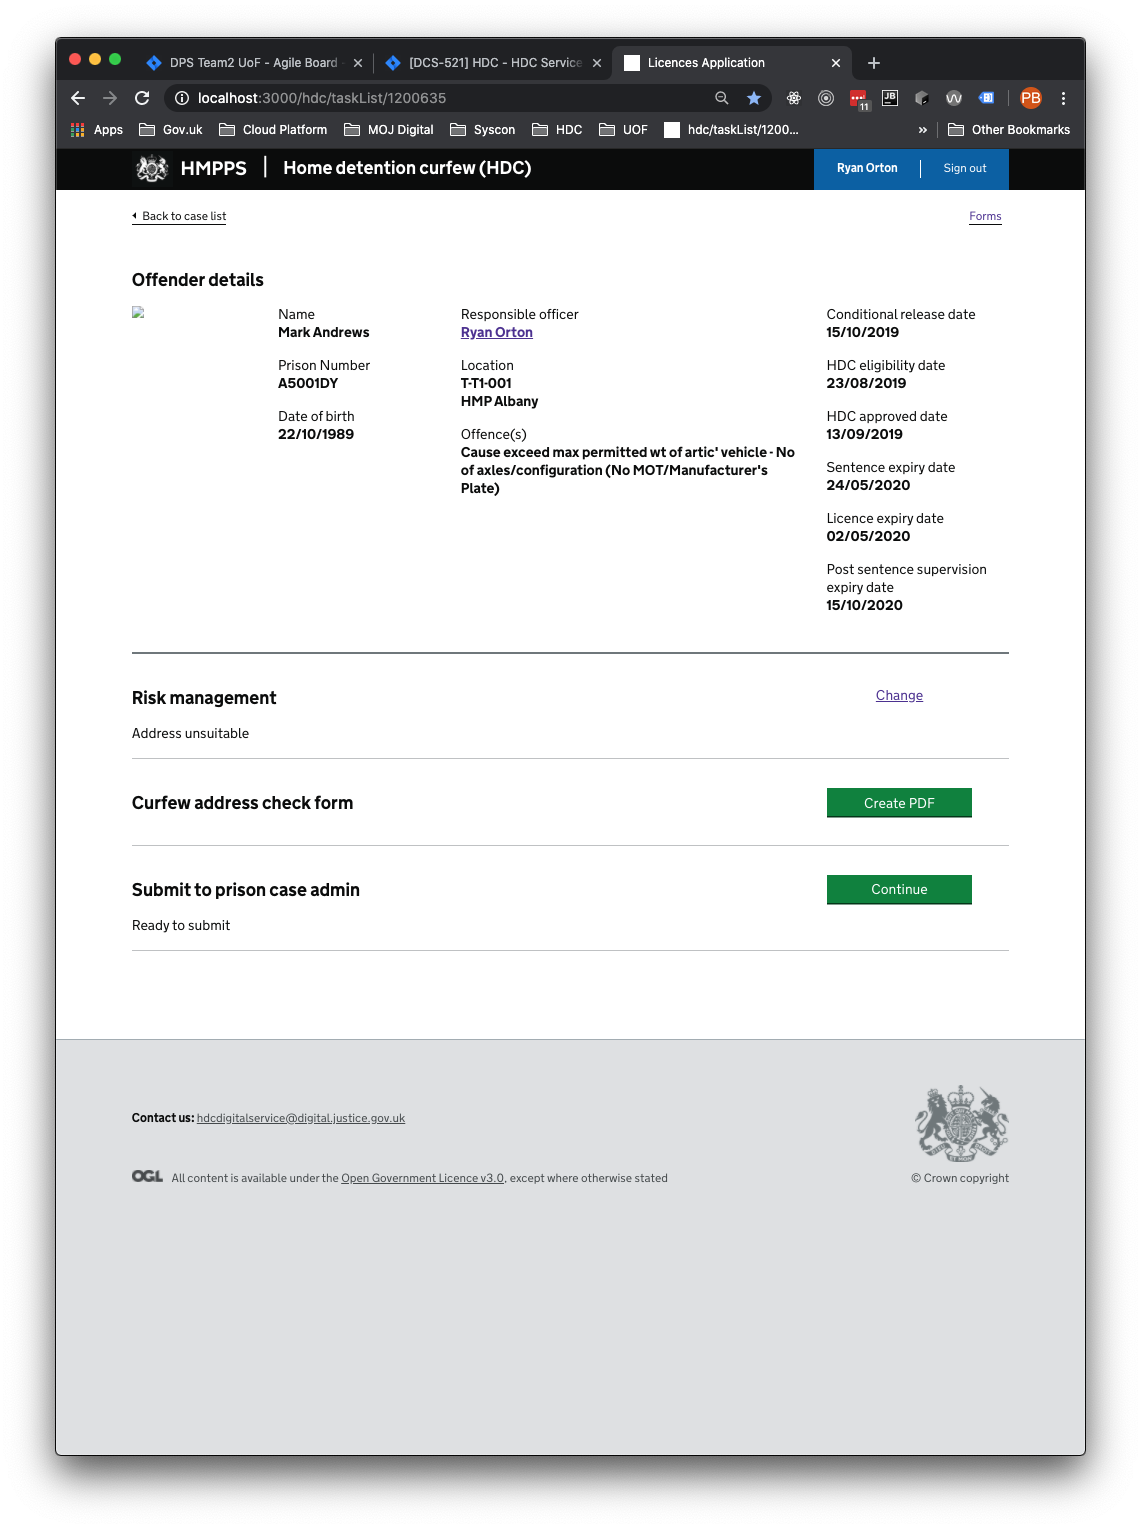 DPS Team2 UoF - Agile Board -
[DCS-521] HDC - HDC Service
Licences Application
localhost:3000/hdc/taskList/1200635
11
JB
PB
Apps
Gov.uk
Cloud Platform
MOJ Digital
Syscon
HDC
UOF
hdc/taskList/1200...
»
Other Bookmarks
HMPPS | Home detention curfew (HDC)
Ryan Orton
Sign out
Back to case list
Forms
Offender details
Name
Mark Andrews
Prison Number
A5001DY
Date of birth
22/10/1989
Responsible officer
Ryan Orton
Location
T-T1-001
HMP Albany
Offence(s)
Cause exceed max permitted wt of artic' vehicle - No
of axles/configuration (No MOT/Manufacturer's
Plate)
Conditional release date
15/10/2019
HDC eligibility date
23/08/2019
HDC approved date
13/09/2019
Sentence expiry date
24/05/2020
Licence expiry date
02/05/2020
Post sentence supervision
expiry date
15/10/2020
Risk management
Change
Address unsuitable
Curfew address check form
Create PDF
Submit to prison case admin
Continue
Ready to submit
Contact us: hdcdigitalservice@digital.justice.gov.uk
OGL All content is available under the Open Government Licence v3.0, except where otherwise stated
© Crown copyright